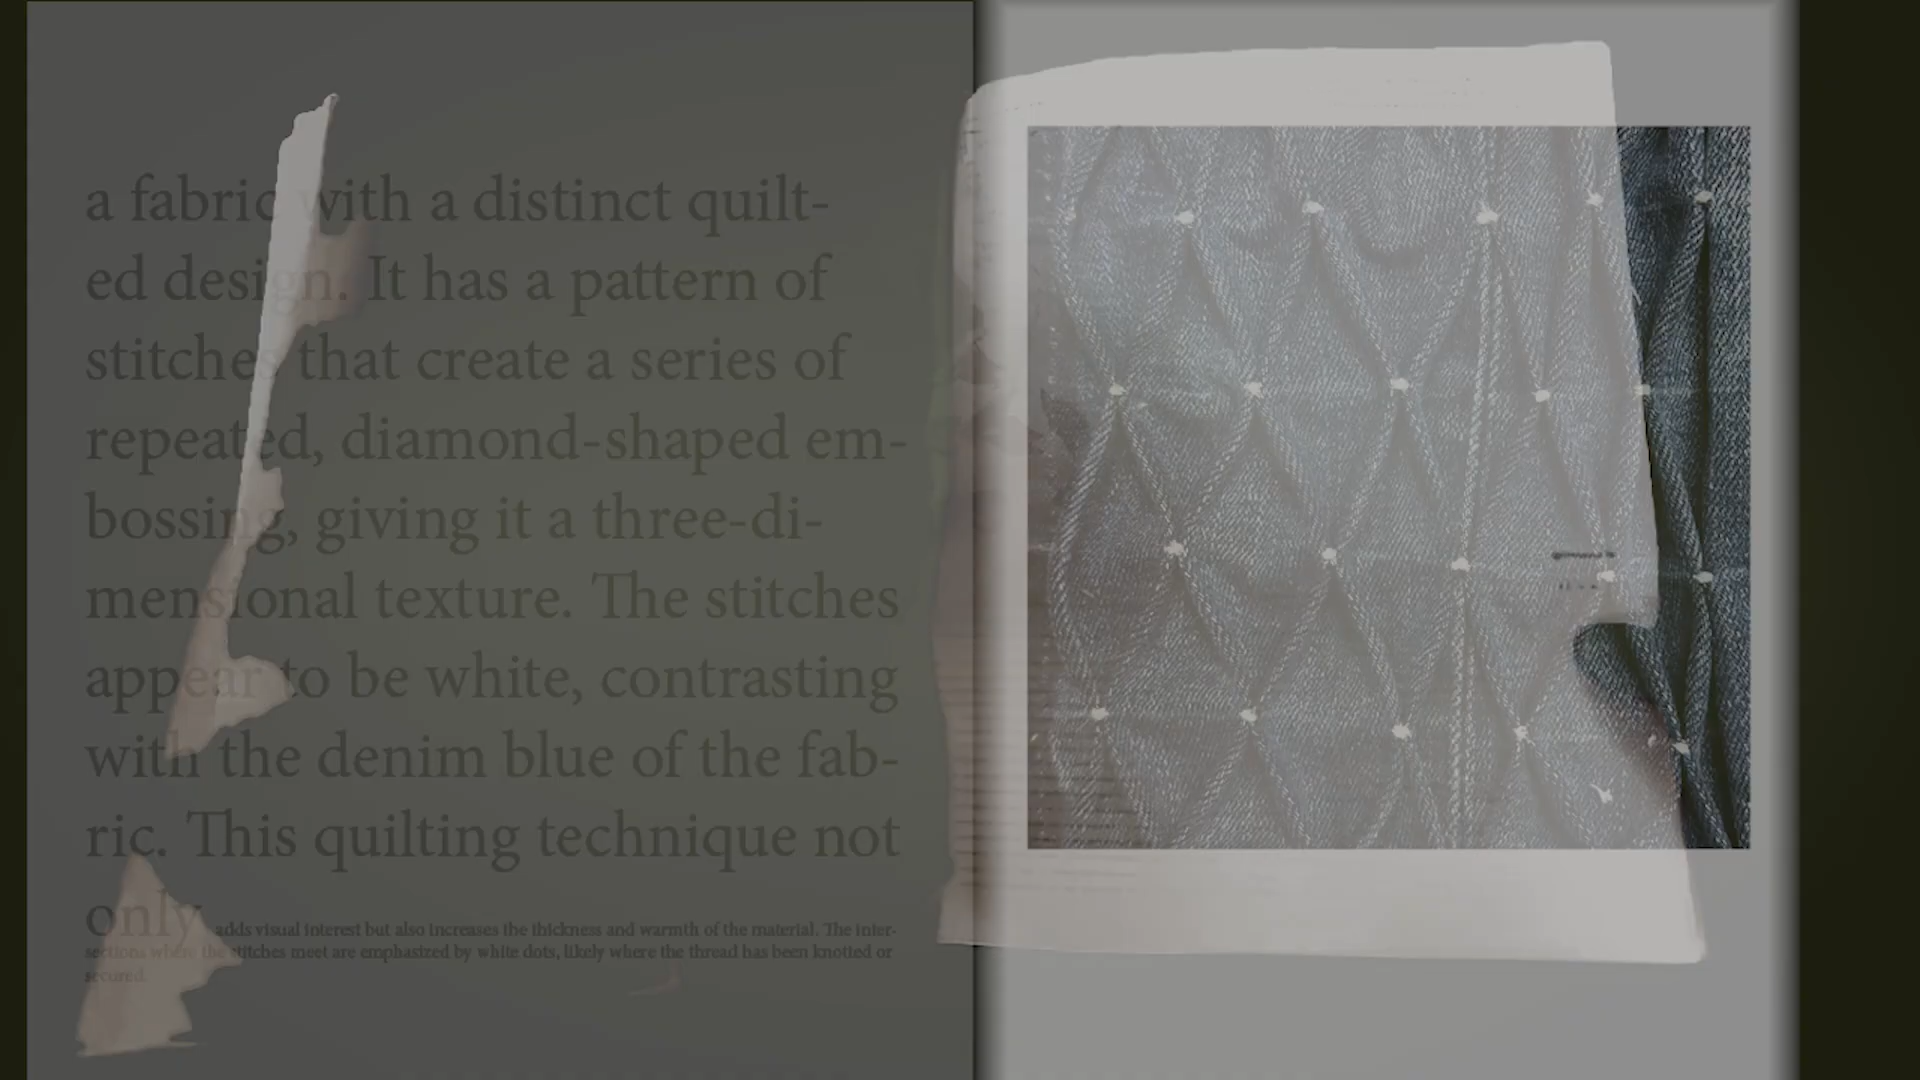 a fabric with a distinct quilt-
ed design. It has a pattern of
stitches that create a series of
repeated, diamond-shaped em-
bossing, giving it a three-di-
mensional texture. The stitches
appear to be white, contrasting
with the denim blue of the fab-
ric. This quilting technique not
only adds visual interest but also increases the thickness and warmth of the material. The inter-
sections where the stitches meet are emphasized by white dots, likely where the thread has been knotted or
secured.